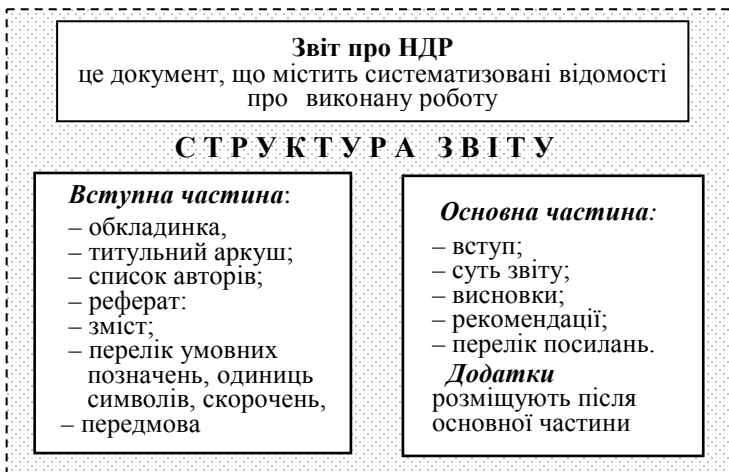 Звіт про НДР
це документ, що містить систематизовані відомості
про виконану роботу
СТРУКТУРА ЗВІТУ
Вступна частина:
– обкладинка,
– титульний аркуш;
– список авторів;
– реферат:
– зміст;
– перелік умовних
позначень, одиниць
символів, скорочень,
– передмова
Основна частина:
– вступ;
– суть звіту;
– висновки;
– рекомендації;
– перелік посилань.
Додатки
розміщують після
основної частини